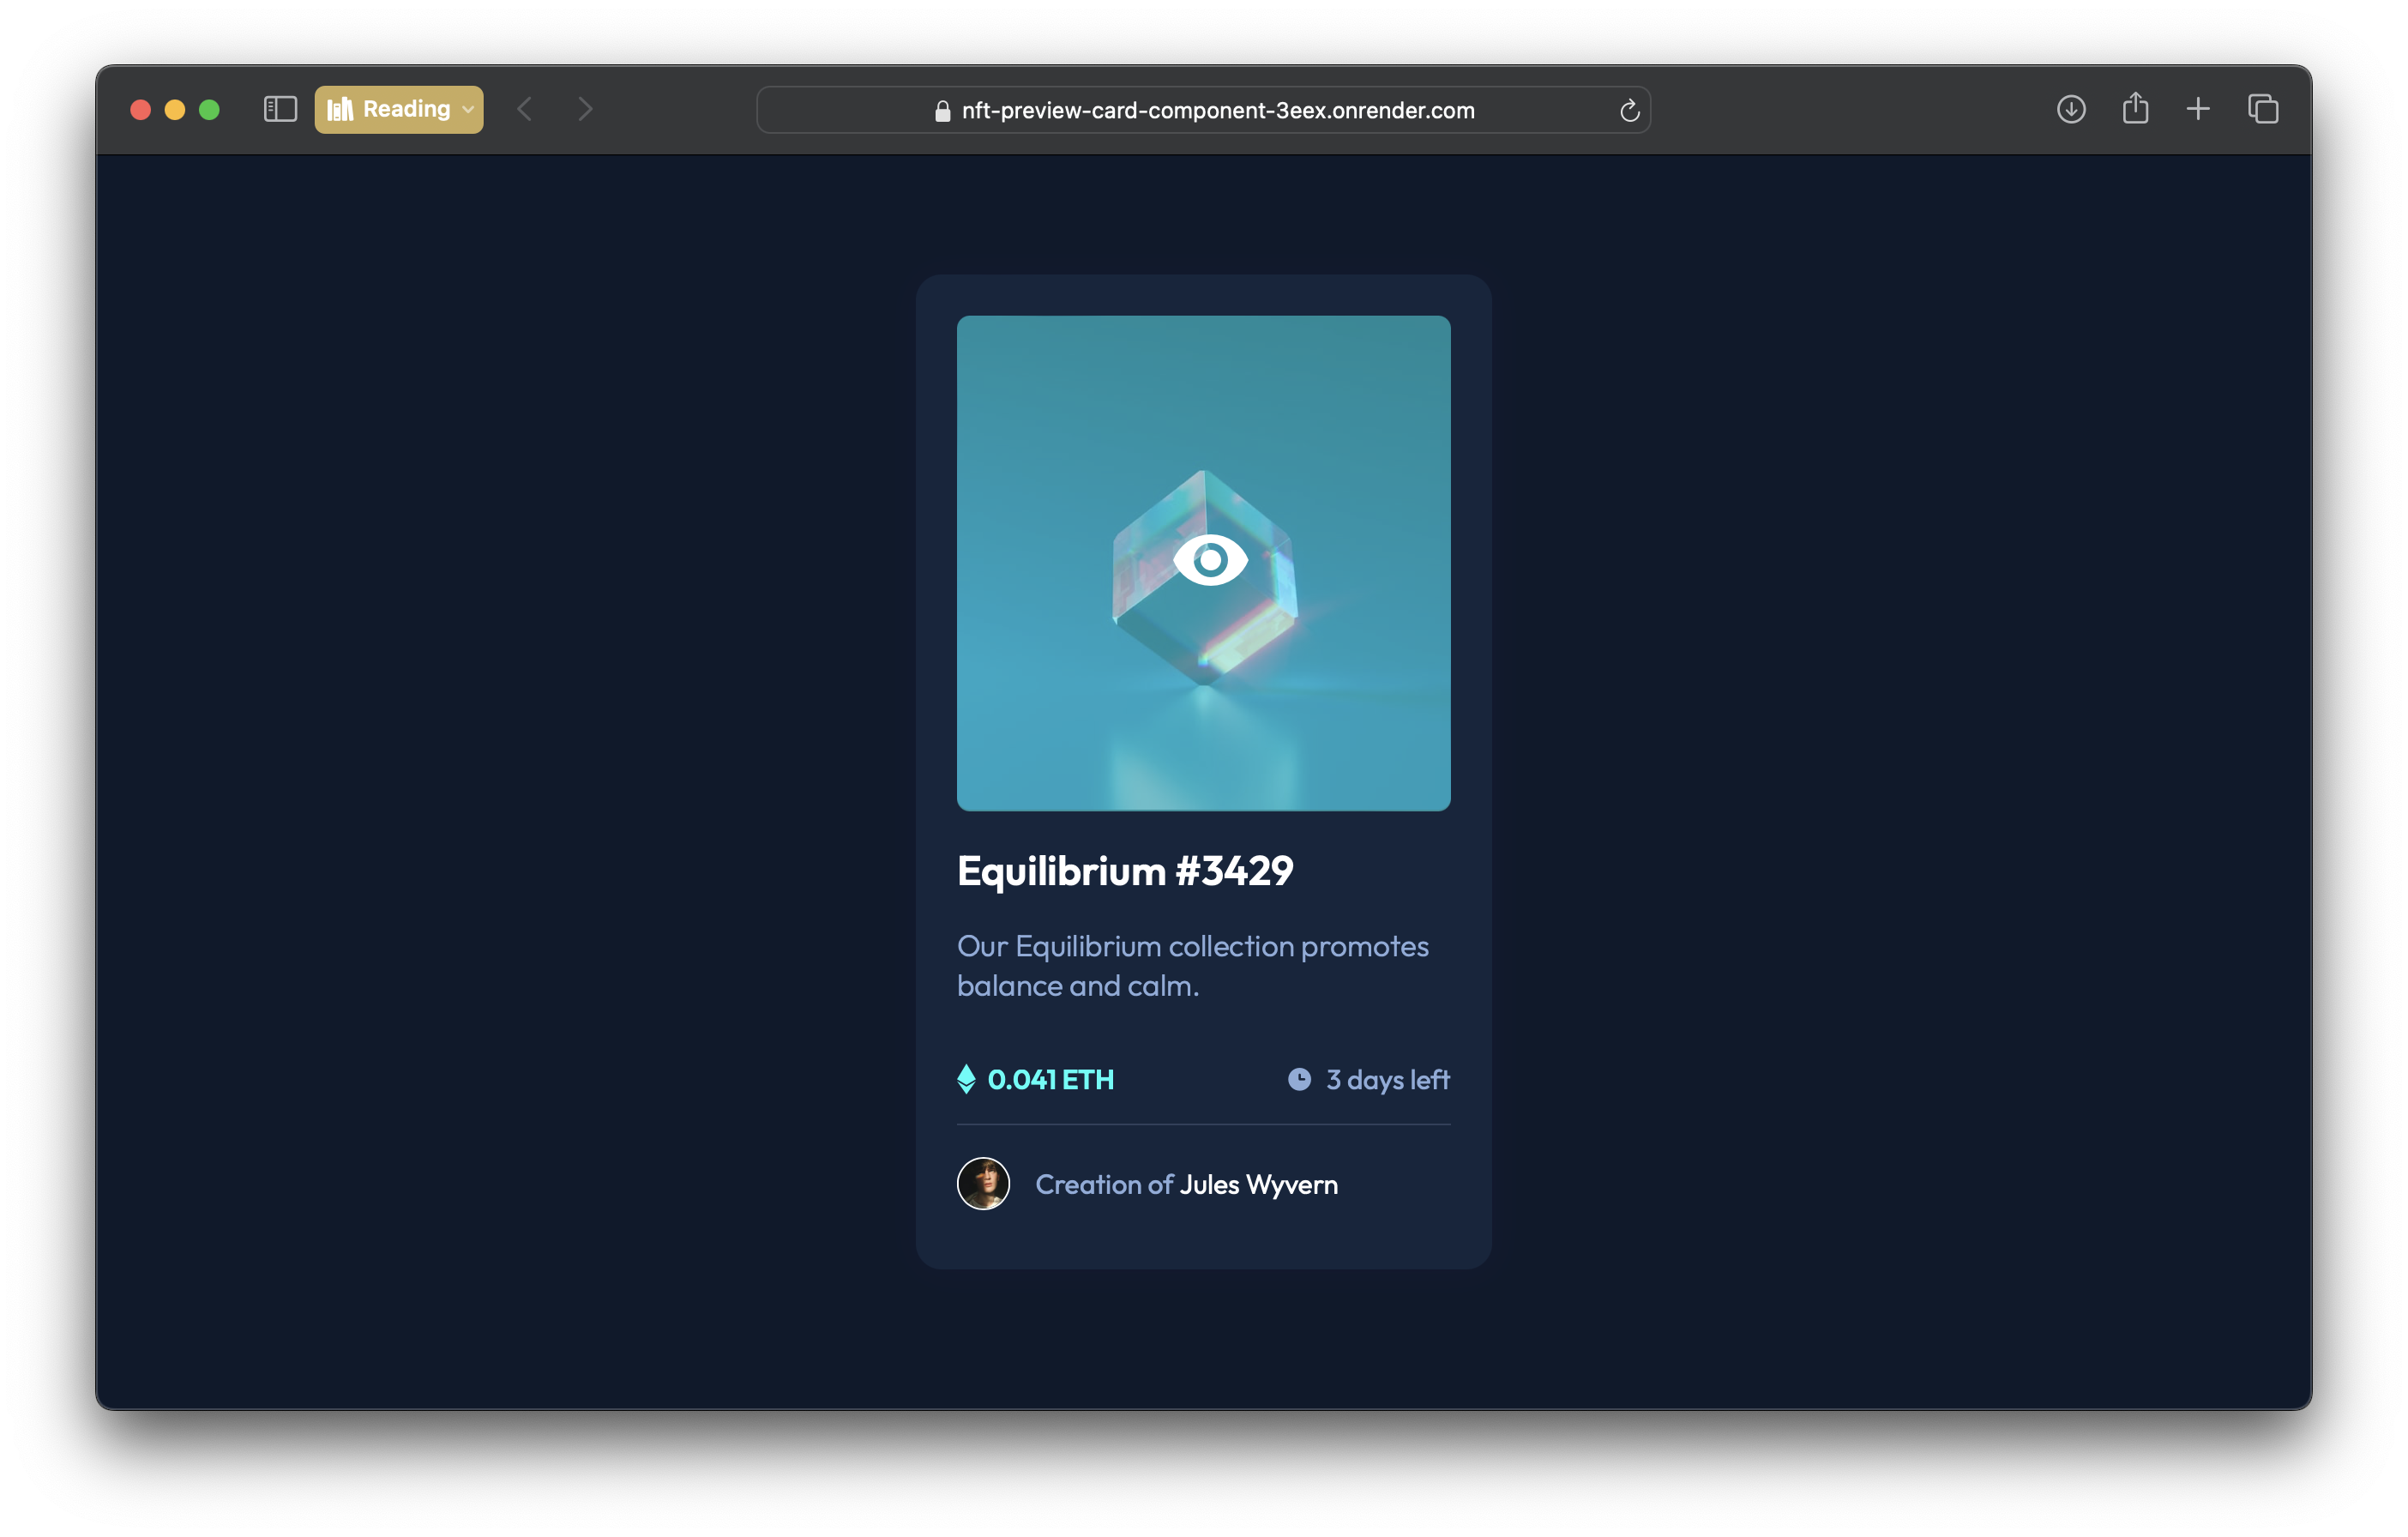 Reading
nft-preview-card-component-3eex.onrender.com
Equilibrium #3429
Our Equilibrium collection promotes
balance and calm.
0.041 ETH
3 days left
Creation of Jules Wyvern